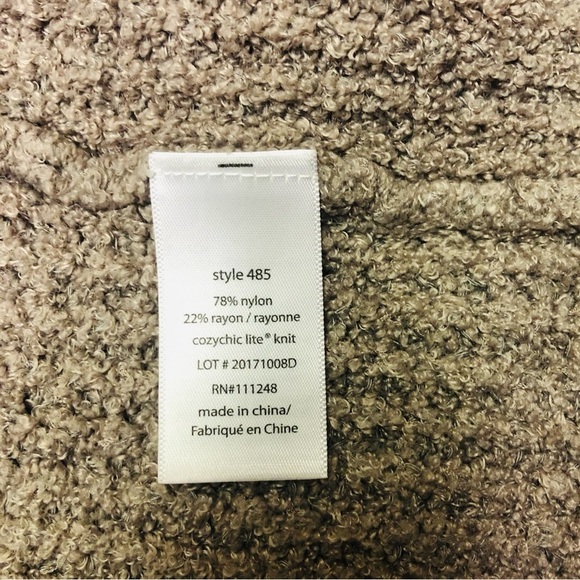 style 485
78% nylon
22% rayon / rayonne
cozychic lite® knit
LOT # 20171008D
RN#111248
made in china/
Fabriqué en Chine